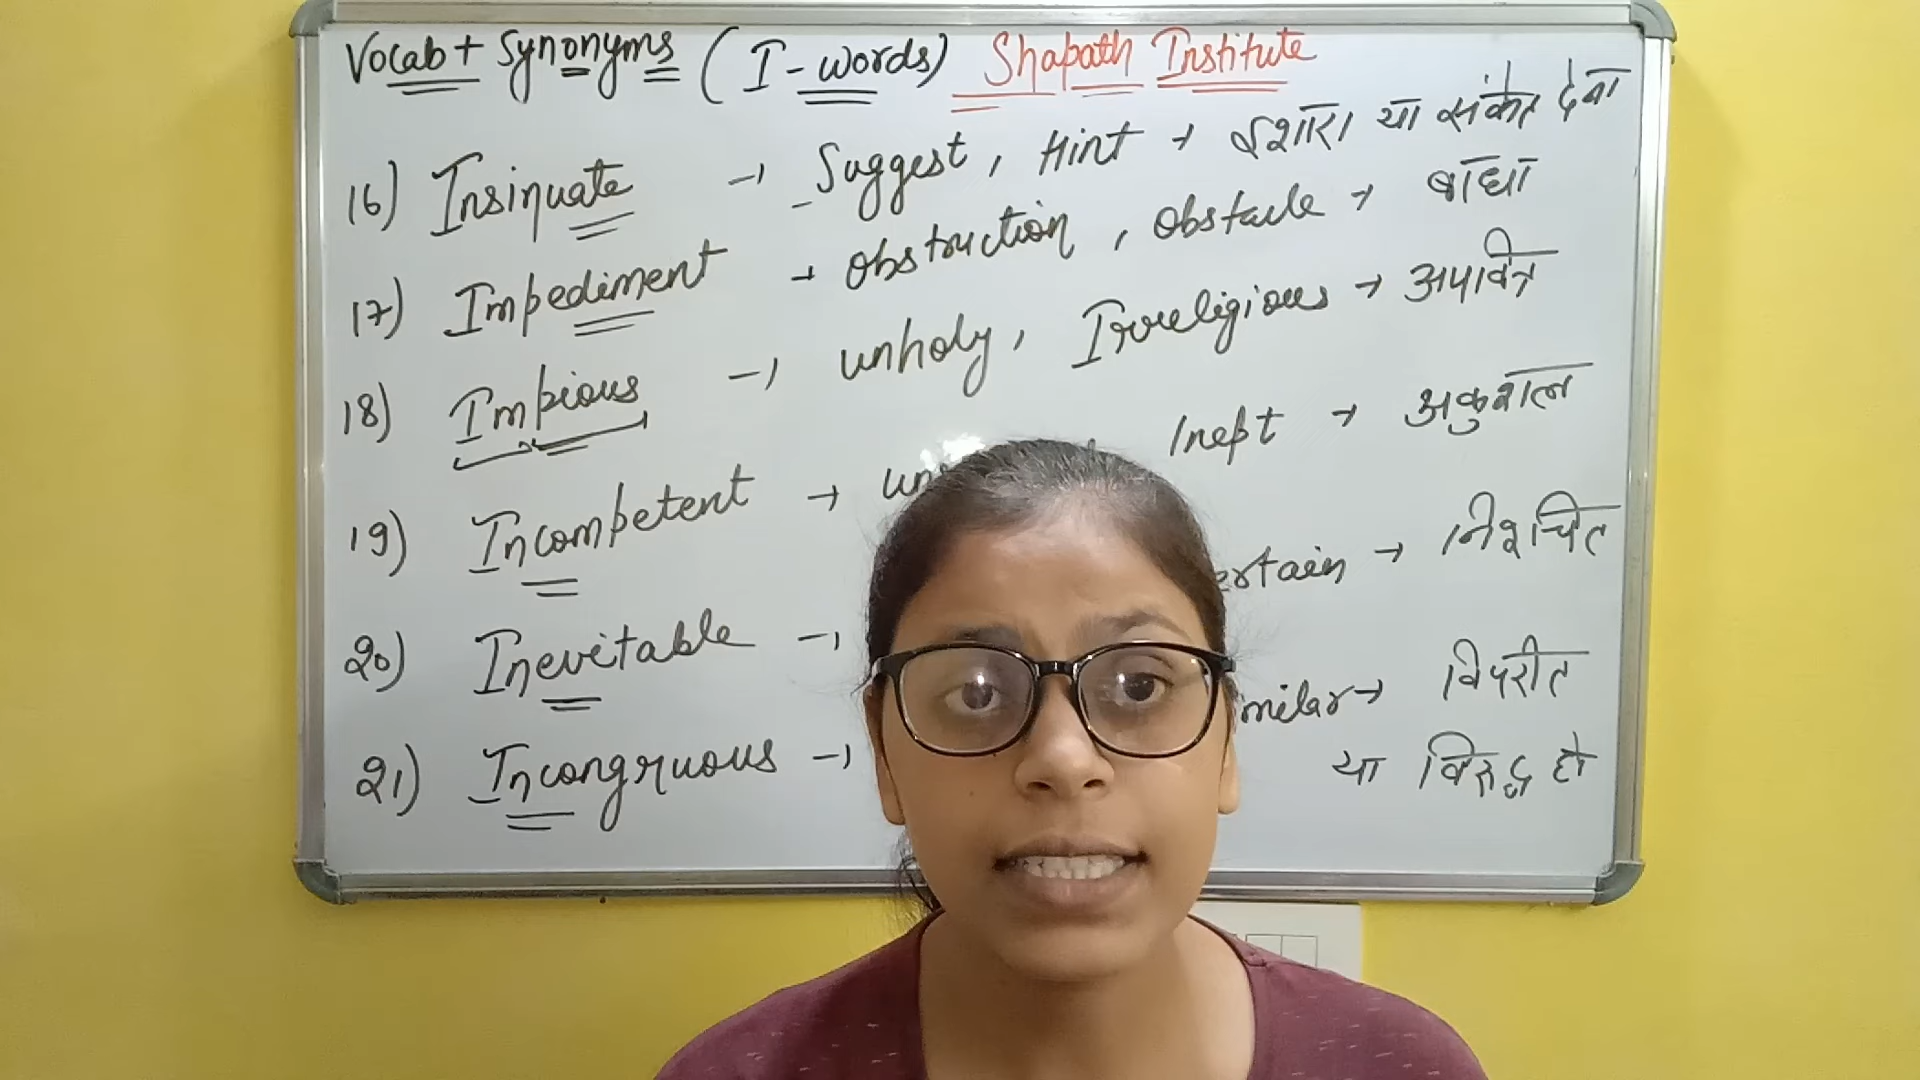 Vocab + Synonyms (I-words) Shapath Institute
16) Insinuate → Suggest, Hint → ईशारा या संकेत देना
17) Impediment → Obstruction, Obstacle → बाधा
18) Impious → unholy, Irreligious → अपवित्र
19) Incompetent → Inept → अकुशल
20) Inevitable → → निश्चित
21) Incongruous → → विपरीत
या विरुद्ध हो